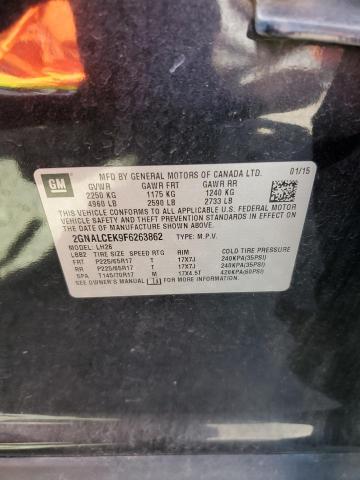 GM
MFD BY GENERAL MOTORS OF CANADA LTD. 01/15
GVWR GAWR FRT GAWR RR
2250 KG 1175 KG 1240 KG
4960 LB 2590 LB 2733 LB
THIS VEHICLE CONFORMS TO ALL APPLICABLE U.S. FEDERAL MOTOR
VEHICLE SAFETY AND THEFT PREVENTION STANDARDS IN EFFECT
ON THE DATE OF MANUFACTURE SHOWN ABOVE.
2GNALCEK9F6263862 TYPE: M.P.V.
MODEL: LH26
TIRE SIZE SPEED RTG RIM COLD TIRE PRESSURE
FRT P225/65R17 T 17X7J 240KPA(35PSI)
RR P225/65R17 T 17X7J 240KPA(35PSI)
SPA T145/70R17 M 17X4.5T 420KPA(60PSI)
SEE OWNER'S MANUAL FOR MORE INFORMATION.